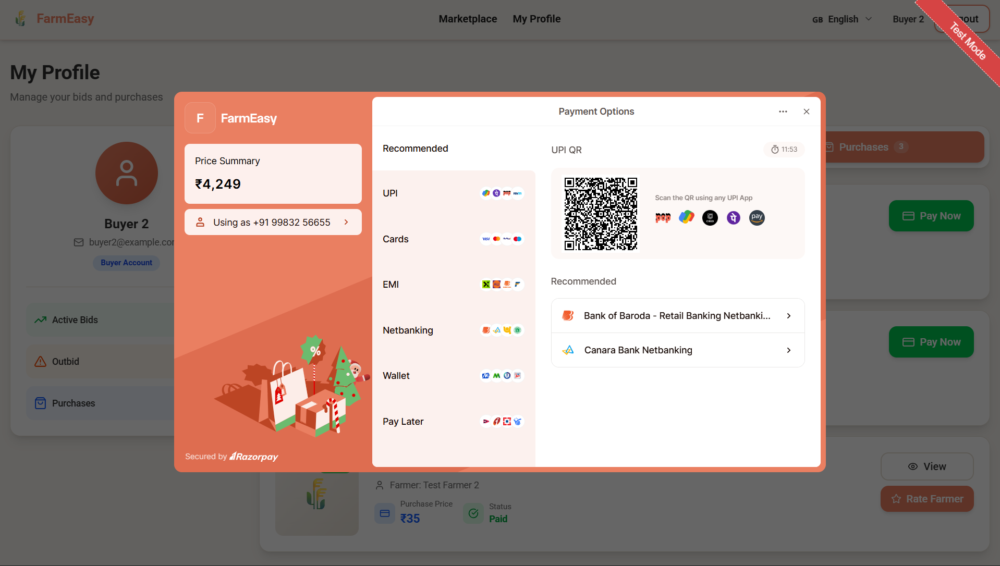 FarmEasy
Marketplace
My Profile
GB English
Buyer 2
out
Test Mode
My Profile
Manage your bids and purchases
Buyer 2
buyer2@example.co
Buyer Account
Active Bids
Outbid
Purchases
F FarmEasy
Price Summary
₹4,249
Using as +91 99832 56655
%
Secured by Razorpay
Payment Options
Recommended
UPI
Cards
EMI
Netbanking
Wallet
Pay Later
UPI QR
11:53
Scan the QR using any UPI App
pop
CRED
पे
pay
Recommended
Bank of Baroda - Retail Banking Netbanki...
Canara Bank Netbanking
Purchases 3
Pay Now
Pay Now
View
Rate Farmer
Farmer: Test Farmer 2
Purchase Price
₹35
Status
Paid